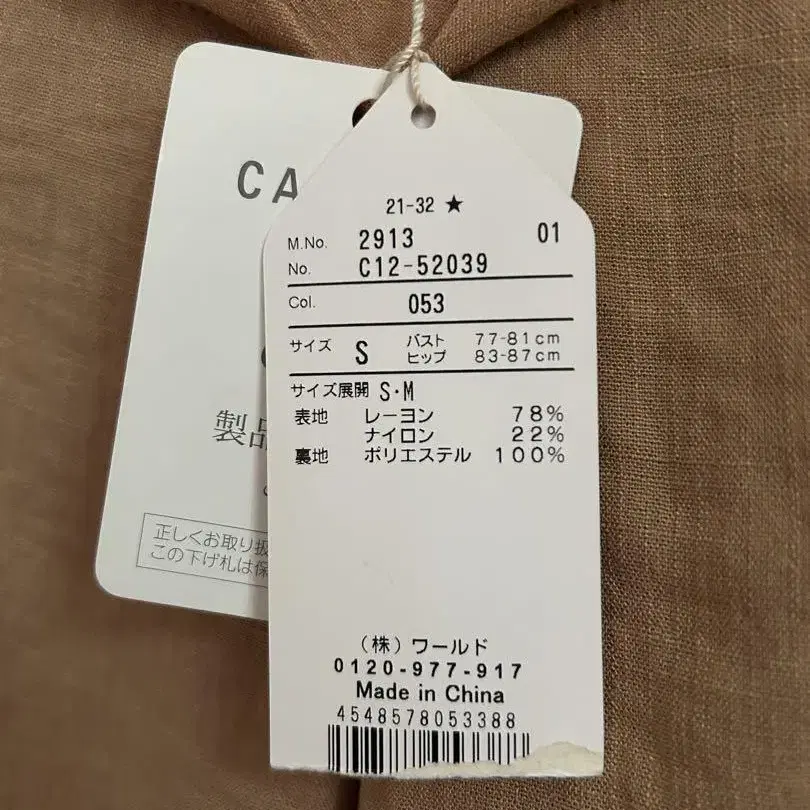 CA
製品
正しくお取り扱
この下げ札は保
21-32 ★
M.No. 2913 01
No. C12-52039
Col. 053
サイズ S バスト 77-81cm
ヒップ 83-87cm
サイズ展開 S・M
表地 レーヨン 78%
ナイロン 22%
裏地 ポリエステル 100%
(株)ワールド
0120-977-917
Made in China
4548578053388